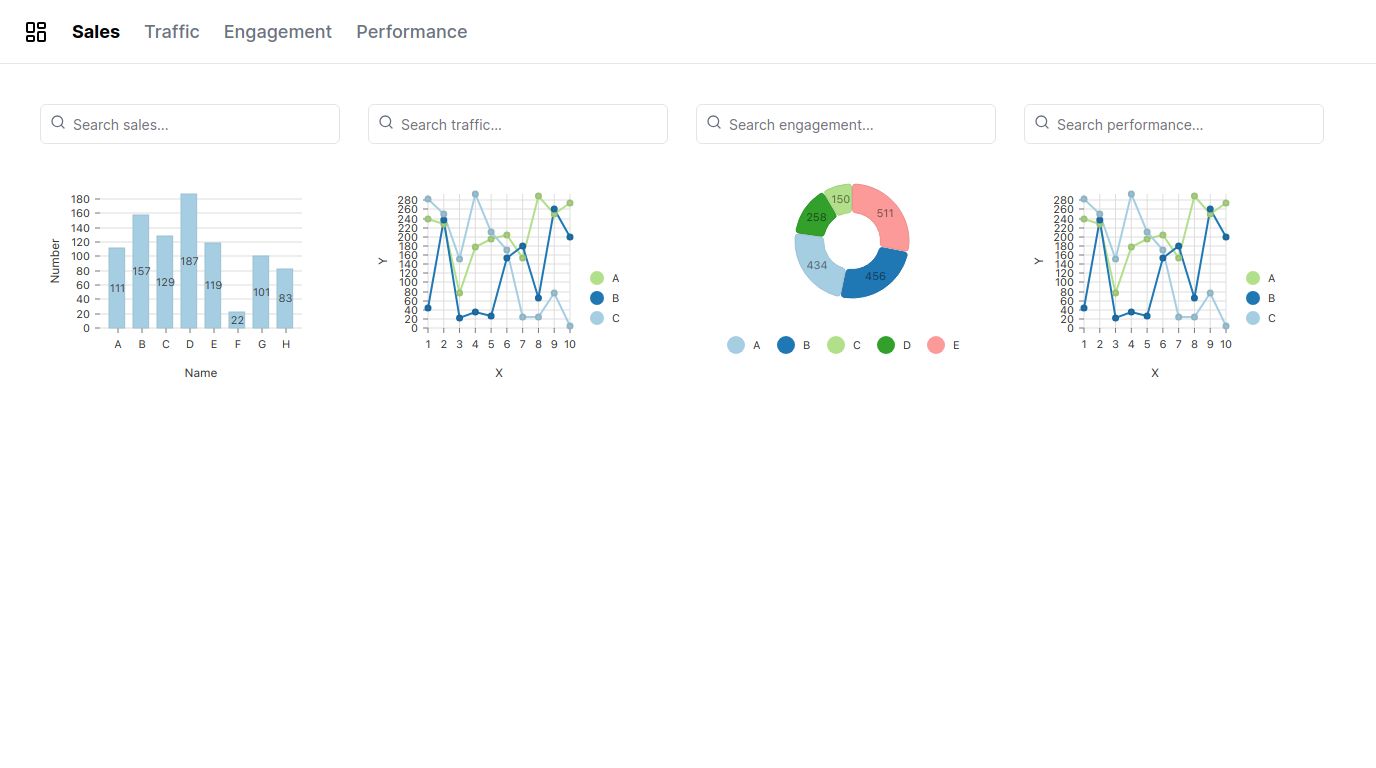 Sales Traffic Engagement Performance
Search sales...
Search traffic...
Search engagement...
Search performance...
Number
180
160
140
120
100
80
60
40
20
0
111
157
129
187
119
22
101
83
A B C D E F G H
Name
Y
280
260
240
220
200
180
160
140
120
100
80
60
40
20
0
1 2 3 4 5 6 7 8 9 10
X
A
B
C
150
511
258
434
456
A B C D E
Y
280
260
240
220
200
180
160
140
120
100
80
60
40
20
0
1 2 3 4 5 6 7 8 9 10
X
A
B
C